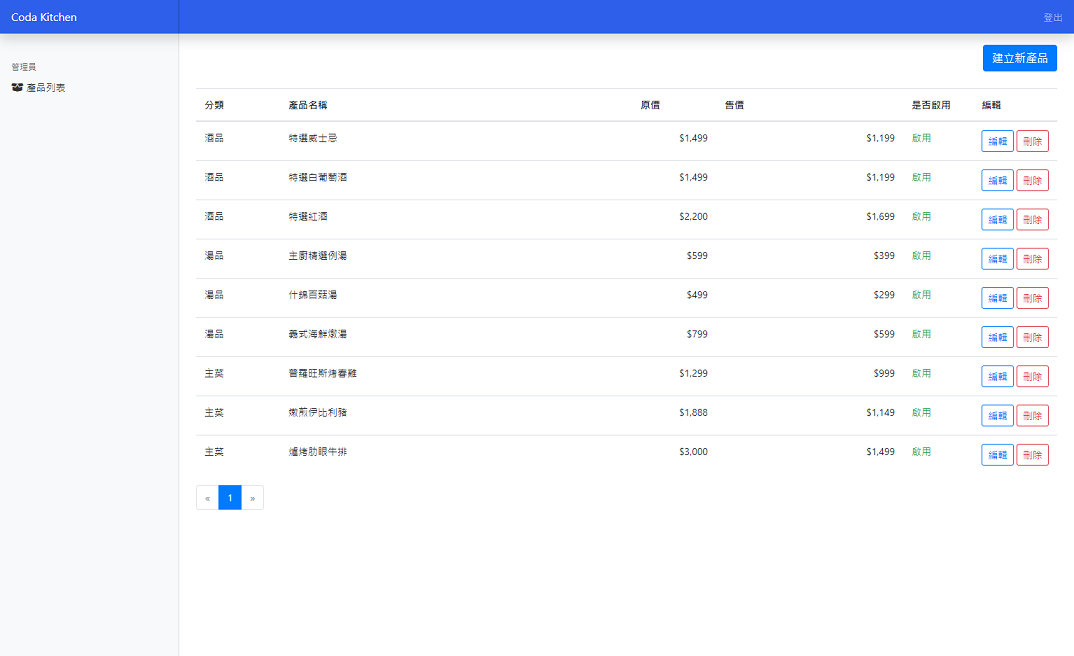 Coda Kitchen 登出
管理員
產品列表
建立新產品
分類 產品名稱 原價 售價 是否啟用 編輯
酒品 特選威士忌 $1,499 $1,199 啟用 編輯 刪除
酒品 特選白葡萄酒 $1,499 $1,199 啟用 編輯 刪除
酒品 特選紅酒 $2,200 $1,699 啟用 編輯 刪除
湯品 主廚精選例湯 $599 $399 啟用 編輯 刪除
湯品 什錦百菇湯 $499 $299 啟用 編輯 刪除
湯品 義式海鮮燉湯 $799 $599 啟用 編輯 刪除
主菜 普羅旺斯烤春雞 $1,299 $999 啟用 編輯 刪除
主菜 嫩煎伊比利豬 $1,888 $1,149 啟用 編輯 刪除
主菜 爐烤肋眼牛排 $3,000 $1,499 啟用 編輯 刪除
« 1 »